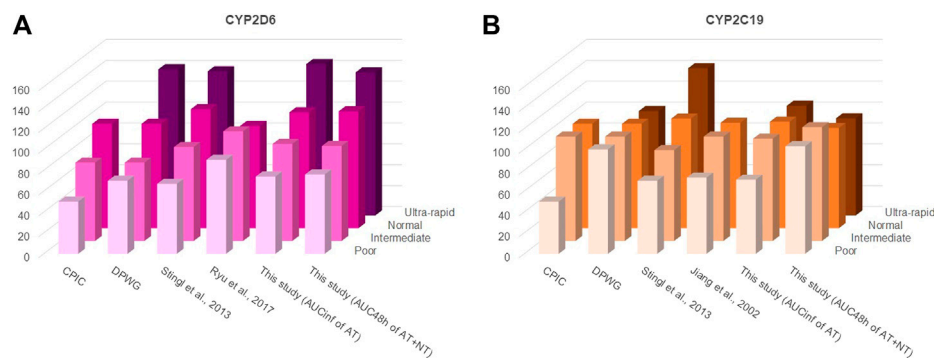 A
CYP2D6
160
140
120
100
80
60
40
20
0
Ultra-rapid
Normal
Intermediate
Poor
CPIC
DPWG
Stingl et al., 2013
Ryu et al., 2017
This study (AUCinf of AT)
This study (AUC48h of AT+NT)
B
CYP2C19
160
140
120
100
80
60
40
20
0
Ultra-rapid
Normal
Intermediate
Poor
CPIC
DPWG
Stingl et al., 2013
Jiang et al., 2002
This study (AUCinf of AT)
This study (AUC48h of AT+NT)